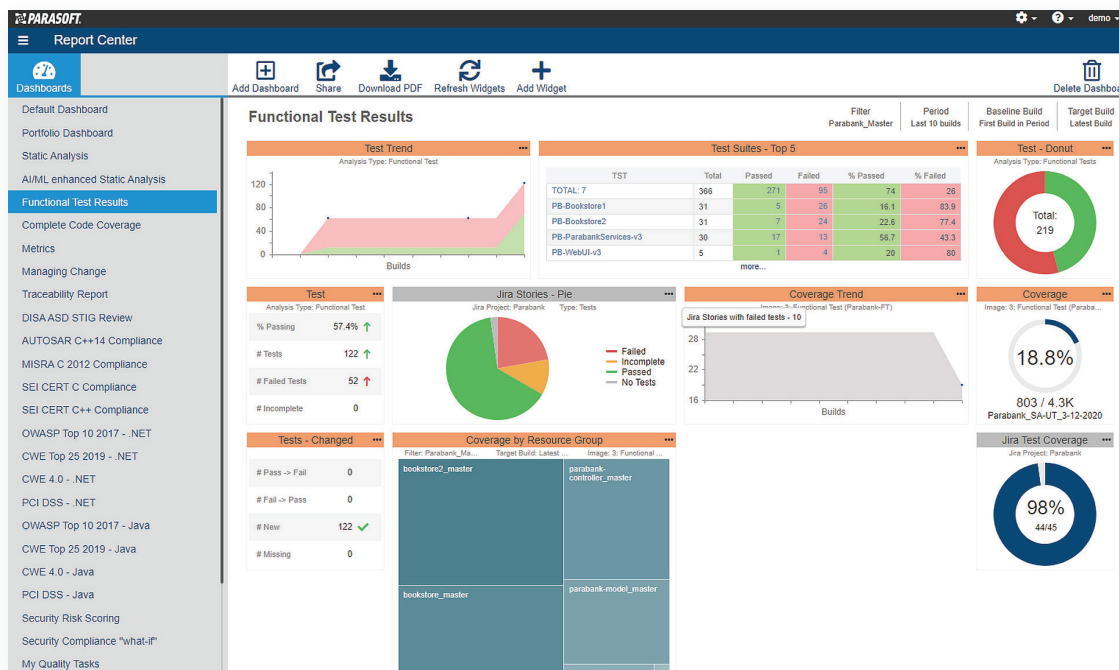 PARASOFT.
demo
Report Center
Dashboards
Add Dashboard
Share
Download PDF
Refresh Widgets
Add Widget
Delete Dashboa
Default Dashboard
Portfolio Dashboard
Static Analysis
AI/ML enhanced Static Analysis
Functional Test Results
Complete Code Coverage
Metrics
Managing Change
Traceability Report
DISA ASD STIG Review
AUTOSAR C++14 Compliance
MISRA C 2012 Compliance
SEI CERT C Compliance
SEI CERT C++ Compliance
OWASP Top 10 2017 - .NET
CWE Top 25 2019 - .NET
CWE 4.0 - .NET
PCI DSS - .NET
OWASP Top 10 2017 - Java
CWE Top 25 2019 - Java
CWE 4.0 - Java
PCI DSS - Java
Security Risk Scoring
Security Compliance "what-if"
My Quality Tasks
Functional Test Results
Filter
Parabank_Master
Period
Last 10 builds
Baseline Build
First Build in Period
Target Build
Latest Build
Test Trend
Analysis Type: Functional Test
120
80
40
0
Builds
Test Suites - Top 5
TST Total Passed Failed % Passed % Failed
TOTAL: 7 366 271 95 74 26
PB-Bookstore1 31 5 26 16.1 83.9
PB-Bookstore2 31 7 24 22.6 77.4
PB-ParabankServices-v3 30 17 13 56.7 43.3
PB-WebUI-v3 5 1 4 20 80
more...
Test - Donut
Analysis Type: Functional Tests
Total:
219
Test
Analysis Type: Functional Test
% Passing 57.4%
# Tests 122
# Failed Tests 52
# Incomplete 0
Jira Stories - Pie
Jira Project: Parabank Type: Tests
Failed
Incomplete
Passed
No Tests
Coverage Trend
Functional Test (Parabank-FT)
Jira Stories with failed tests - 10
28
22
16
Builds
Coverage
Image: 3: Functional Test (Paraba...
18.8%
803 / 4.3K
Parabank_SA-UT_3-12-2020
Tests - Changed
# Pass -> Fail 0
# Fail -> Pass 0
# New 122
# Missing 0
Coverage by Resource Group
Filter: Parabank_Ma... Target Build: Latest ... Image: 3: Functional ...
bookstore2_master
parabank-
controller_master
bookstore_master
parabank-model_master
Jira Test Coverage
Jira Project: Parabank
98%
44/45